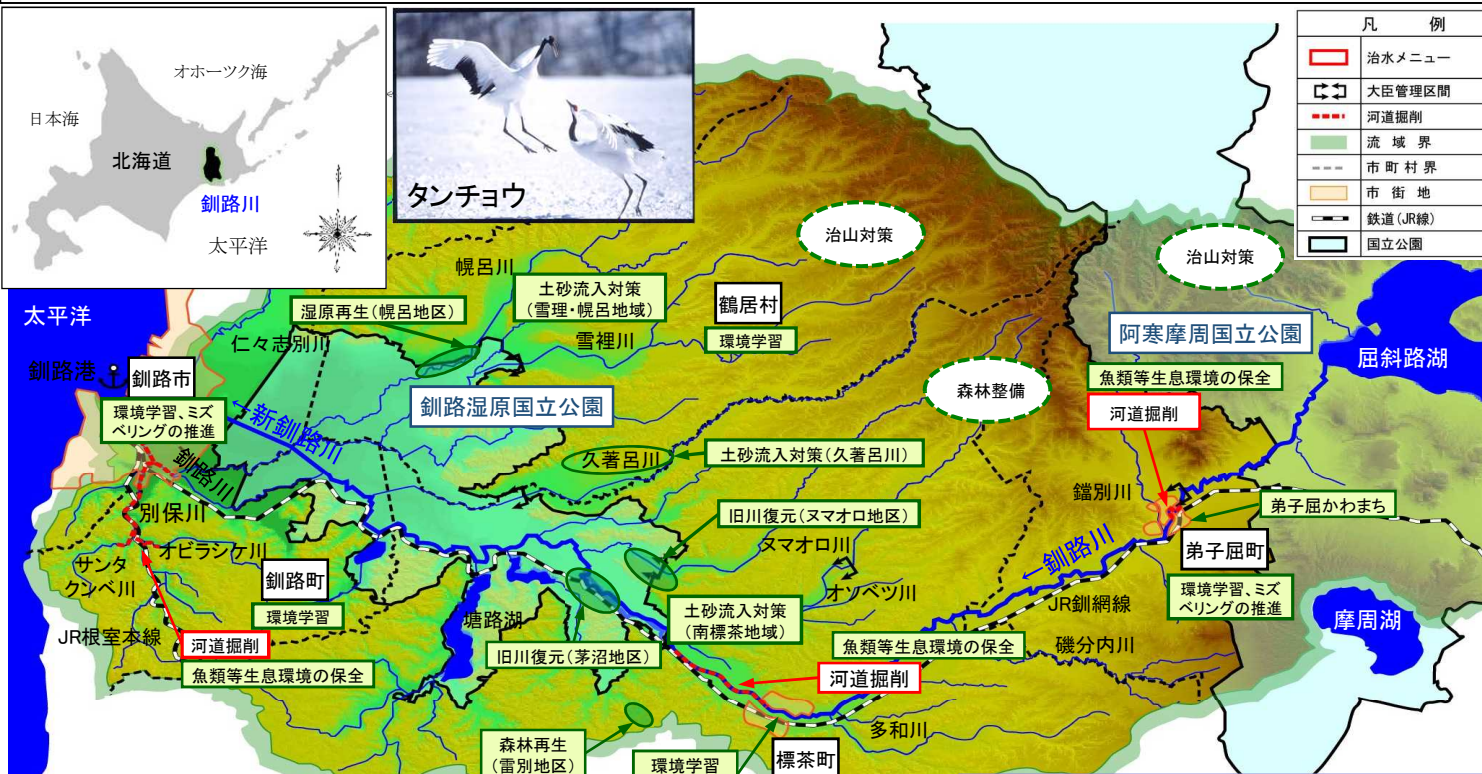 オホーツク海
日本海
北海道
釧路川
太平洋
タンチョウ
凡 例
治水メニュー
大臣管理区間
河道掘削
流 域 界
市 町 村 界
市 街 地
鉄道(JR線)
国立公園
治山対策
治山対策
幌呂川
土砂流入対策
(雪理・幌呂地域)
湿原再生(幌呂地区)
鶴居村
環境学習
雪裡川
太平洋
仁々志別川
阿寒摩周国立公園
屈斜路湖
釧路港
釧路市
環境学習、ミズ
ベリングの推進
←新釧路川
釧路湿原国立公園
森林整備
魚類等生息環境の保全
河道掘削
釧路川
久著呂川
土砂流入対策(久著呂川)
鐺別川
弟子屈かわまち
別保川
旧川復元(ヌマオロ地区)
ヌマオロ川
←釧路川
弟子屈町
環境学習、ミズ
ベリングの推進
オビラシケ川
サンタ
クンベ川
釧路町
環境学習
オソベツ川
JR釧網線
摩周湖
塘路湖
土砂流入対策
(南標茶地域)
JR根室本線
河道掘削
魚類等生息環境の保全
旧川復元(茅沼地区)
魚類等生息環境の保全
磯分内川
河道掘削
多和川
森林再生
(雷別地区)
環境学習
標茶町